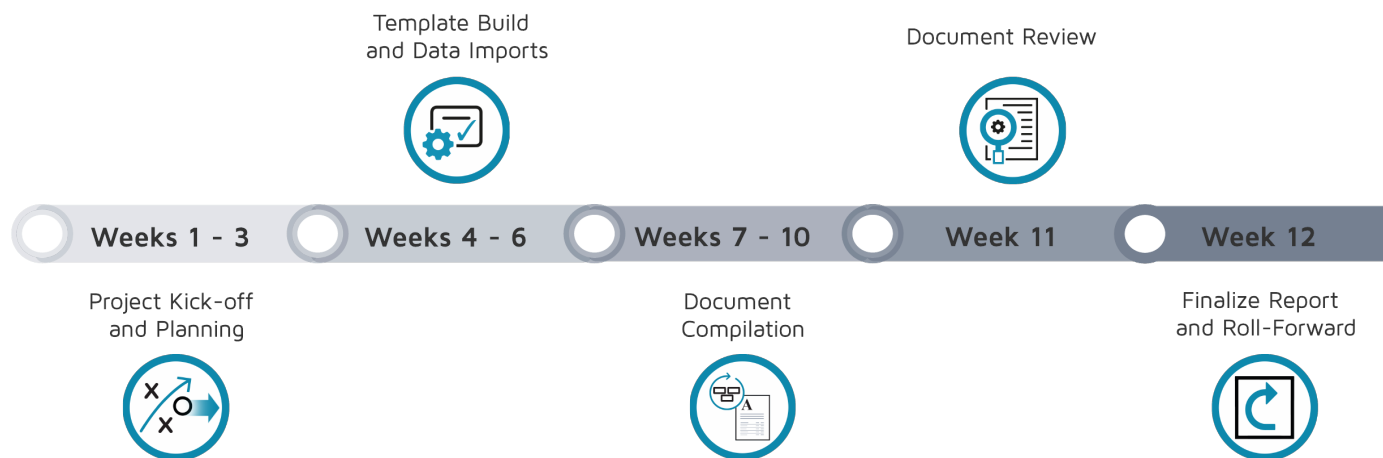 Template Build
and Data Imports
Document Review
Weeks 1 - 3
Weeks 4 - 6
Weeks 7 - 10
Week 11
Week 12
Project Kick-off
and Planning
Document
Compilation
Finalize Report
and Roll-Forward
X
X
A